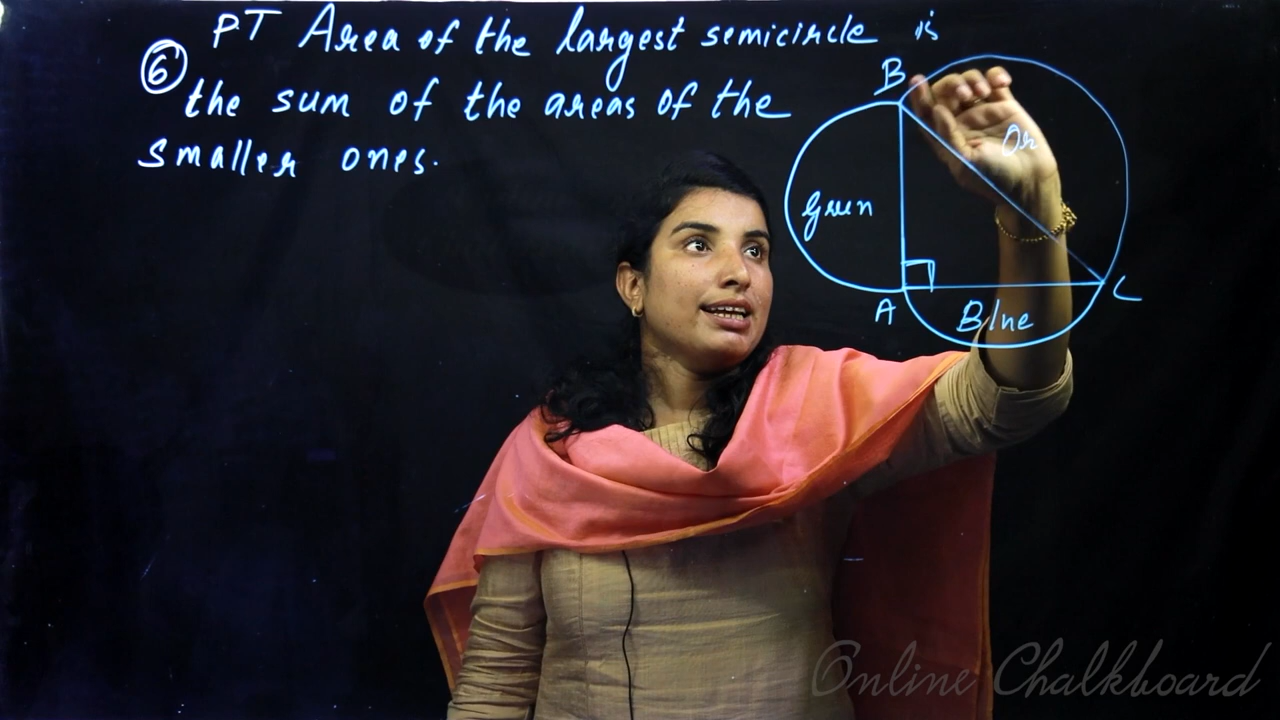 PT Area of the largest semicircle is
6 the sum of the areas of the
smaller ones.
B
Or
Green
A
Blue
C
Online Chalkboard